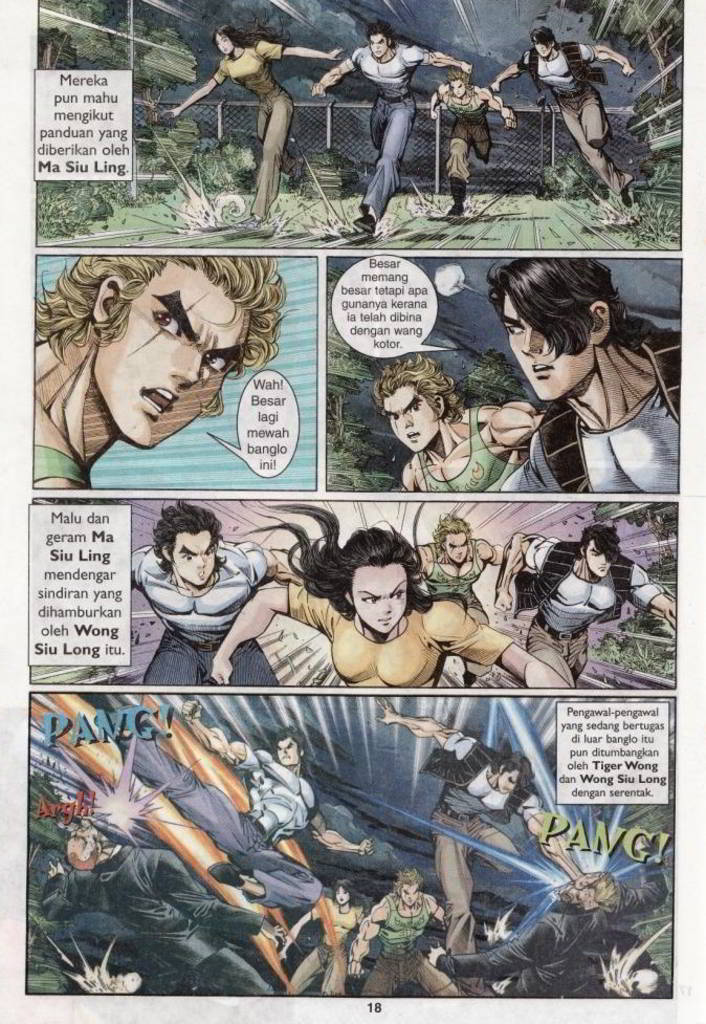 Mereka
pun mahu
mengikut
panduan yang
diberikan oleh
Ma Siu Ling.
Wah!
Besar
lagi
mewah
banglo
ini!
Besar
memang
besar tetapi apa
gunanya kerana
ia telah dibina
dengan wang
kotor.
Malu dan
geram Ma
Siu Ling
mendengar
sindiran yang
dihamburkan
oleh Wong
Siu Long itu.
PANG!
Argh!
Pengawal-pengawal
yang sedang bertugas
di luar banglo itu
pun ditumbangkan
oleh Tiger Wong
dan Wong Siu Long
dengan serentak.
PANG!
18